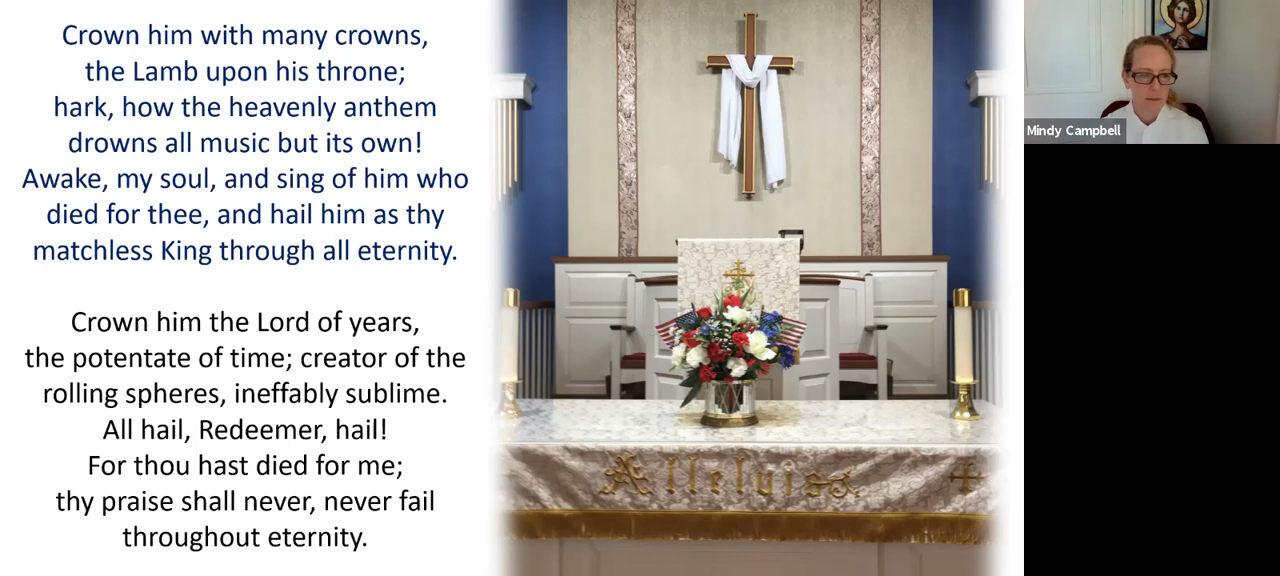 Crown him with many crowns,
the Lamb upon his throne;
hark, how the heavenly anthem
drowns all music but its own!
Awake, my soul, and sing of him who
died for thee, and hail him as thy
matchless King through all eternity.
Crown him the Lord of years,
the potentate of time; creator of the
rolling spheres, ineffably sublime.
All hail, Redeemer, hail!
For thou hast died for me;
thy praise shall never, never fail
throughout eternity.
Alleluia
Mindy Campbell